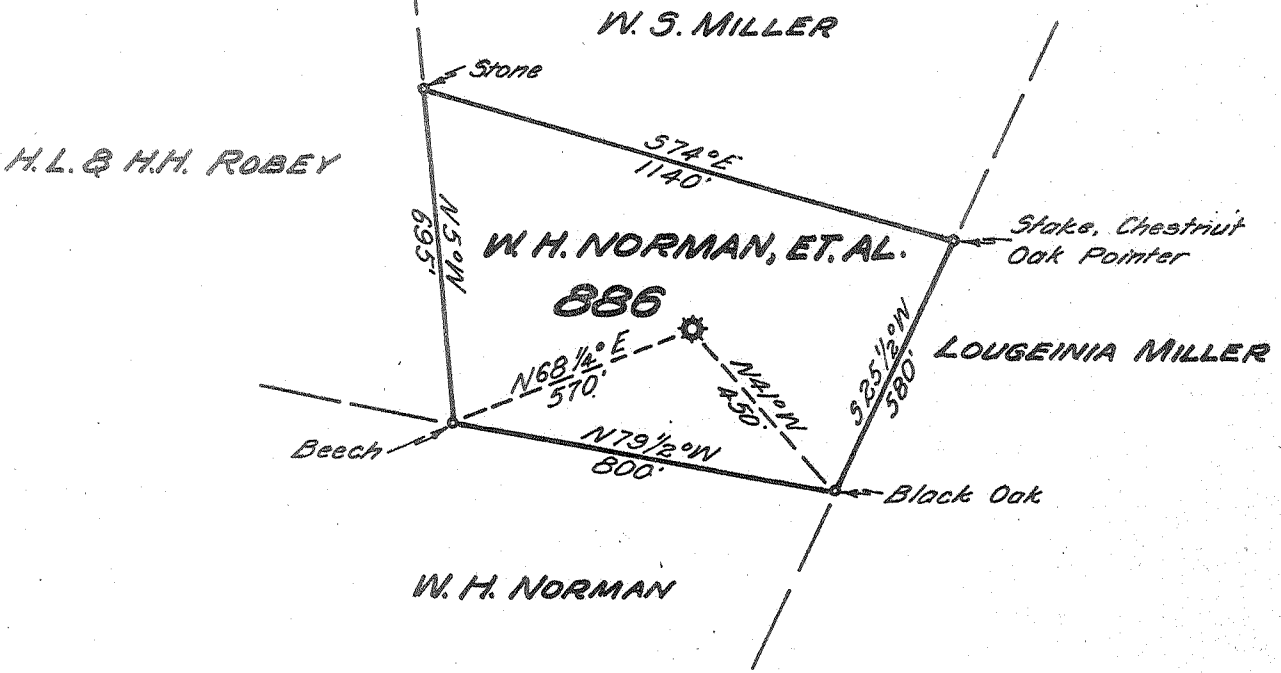 W. S. MILLER
Stone
H. L. & H.H. ROBEY
S74°E
1140'
N5°W
695'
Stake, Chestnut
Oak Pointer
W. H. NORMAN, ET. AL.
886
LOUGEINIA MILLER
S25½°W
580'
N68¼°E
570'
N41°W
450'
Beech
N79½°W
800'
Black Oak
W. H. NORMAN